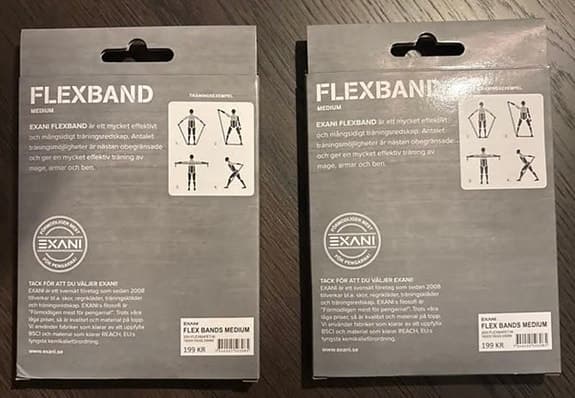 FLEXBAND
MEDIUM
TRÄNINGSEXEMPEL
EXANI FLEXBAND är ett mycket effektivt
och mångsidigt träningsredskap. Antalet
träningsmöjligheter är nästan obegränsade
och ger en mycket effektiv träning av
mage, armar och ben.
FÖRMODLIGEN MEST
EXANI
FÖR PENGARNA!
TACK FÖR ATT DU VÄLJER EXANI!
EXANI är ett svenskt företag som sedan 2008
tillverkar bl.a. skor, regnkläder, träningskläder
och träningsredskap. EXANI's filosofi är
"Förmodligen mest för pengarna!". Trots våra
låga priser, så är kvalitet och material på topp.
Vi använder fabriker som klarar av att uppfylla
BSCI och material som klarar REACH, EU:s
tyngsta kemikalieförordning.
www.exani.se
EXANI
FLEX BANDS MEDIUM
199 KR
FLEXBAND
MEDIUM
EXANI FLEXBAND är ett mycket effektivt
och mångsidigt träningsredskap. Antalet
träningsmöjligheter är nästan obegränsade
och ger en mycket effektiv träning av
mage, armar och ben.
FÖRMODLIGEN MEST
EXANI
FÖR PENGARNA!
TACK FÖR ATT DU VÄLJER EXANI!
EXANI är ett svenskt företag som sedan 2008
tillverkar bl.a. skor, regnkläder, träningskläder
och träningsredskap. EXANI's filosofi är
"Förmodligen mest för pengarna!". Trots våra
låga priser, så är kvalitet och material på topp.
Vi använder fabriker som klarar av att uppfylla
BSCI och material som klarar REACH, EU:s
tyngsta kemikalieförordning.
www.exani.se
EXANI
FLEX BANDS MEDIUM
199 KR